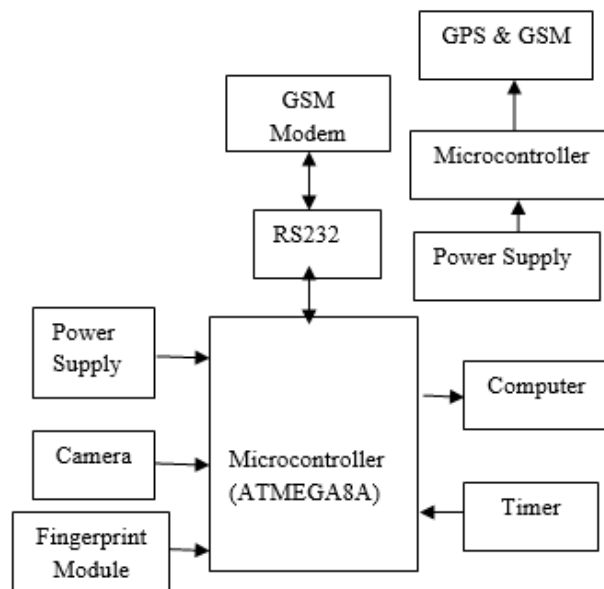 GPS & GSM
GSM
Modem
Microcontroller
RS232
Power Supply
Power
Supply
Computer
Camera
Microcontroller
(ATMEGA8A)
Timer
Fingerprint
Module